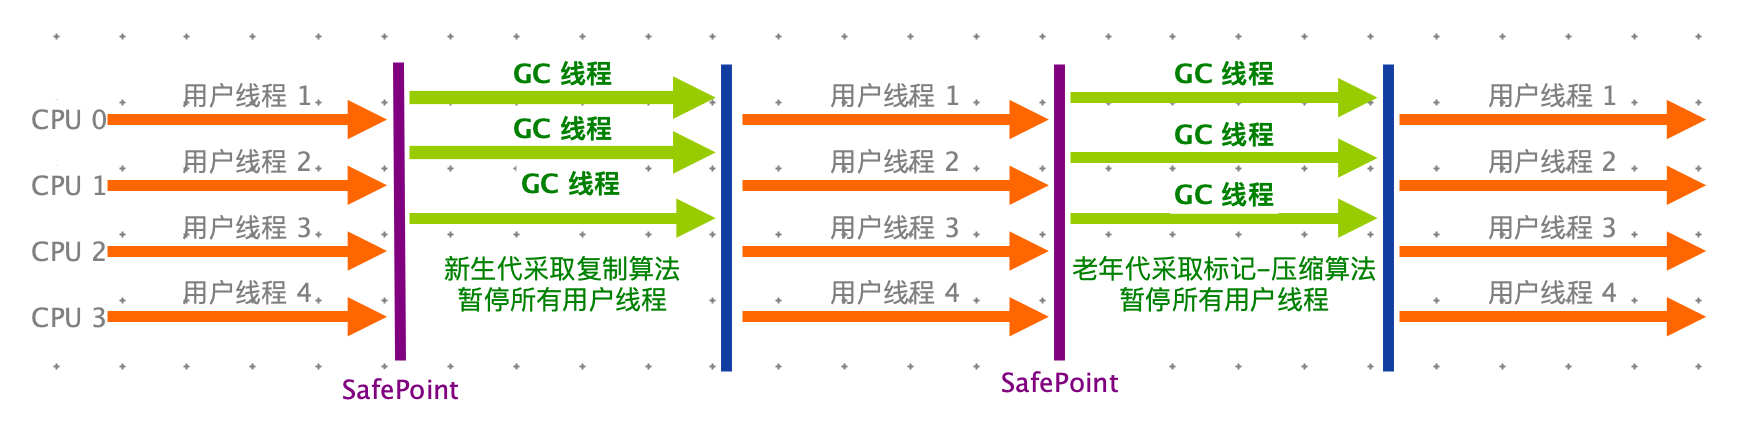 GC 线程
GC 线程
用户线程 1
用户线程 1
用户线程 1
CPU 0
GC 线程
GC 线程
用户线程 2
用户线程 2
用户线程 2
CPU 1
GC 线程
GC 线程
用户线程 3
用户线程 3
用户线程 3
CPU 2
新生代采取复制算法
暂停所有用户线程
老年代采取标记-压缩算法
暂停所有用户线程
用户线程 4
用户线程 4
用户线程 4
CPU 3
SafePoint
SafePoint